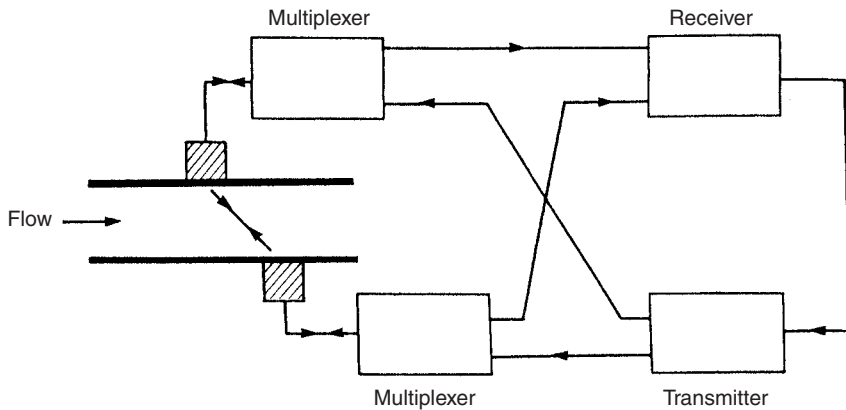 Multiplexer
Receiver
Flow
Multiplexer
Transmitter